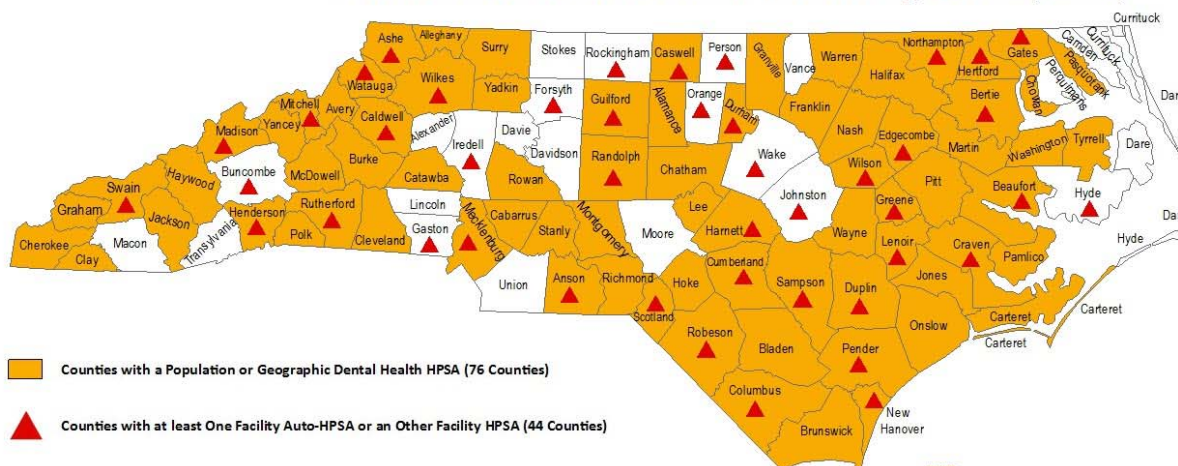 Currituck
Ashe
Alleghany
Surry
Stokes
Rockingham
Caswell
Person
Granville
Vance
Warren
Northampton
Gates
Camden
Currituck
Pasquotank
Perquimans
Chowan
Hertford
Halifax
Watauga
Wilkes
Yadkin
Forsyth
Guilford
Alamance
Orange
Durham
Franklin
Bertie
Dar
Mitchell
Avery
Caldwell
Alexander
Iredell
Davie
Nash
Edgecombe
Martin
Washington
Tyrrell
Dare
Madison
Yancey
Davidson
Randolph
Chatham
Wake
Wilson
Buncombe
McDowell
Burke
Catawba
Rowan
Johnston
Pitt
Beaufort
Hyde
Haywood
Swain
Graham
Jackson
Henderson
Rutherford
Lincoln
Lee
Greene
Cherokee
Clay
Macon
Transylvania
Polk
Cleveland
Gaston
Mecklenburg
Cabarrus
Stanly
Montgomery
Moore
Harnett
Wayne
Lenoir
Craven
Pamlico
Da
Hyde
Union
Anson
Richmond
Scotland
Hoke
Cumberland
Sampson
Duplin
Jones
Onslow
Carteret
Carteret
Carteret
Robeson
Bladen
Pender
Columbus
Brunswick
New
Hanover
Counties with a Population or Geographic Dental Health HPSA (76 Counties)
Counties with at least One Facility Auto-HPSA or an Other Facility HPSA (44 Counties)